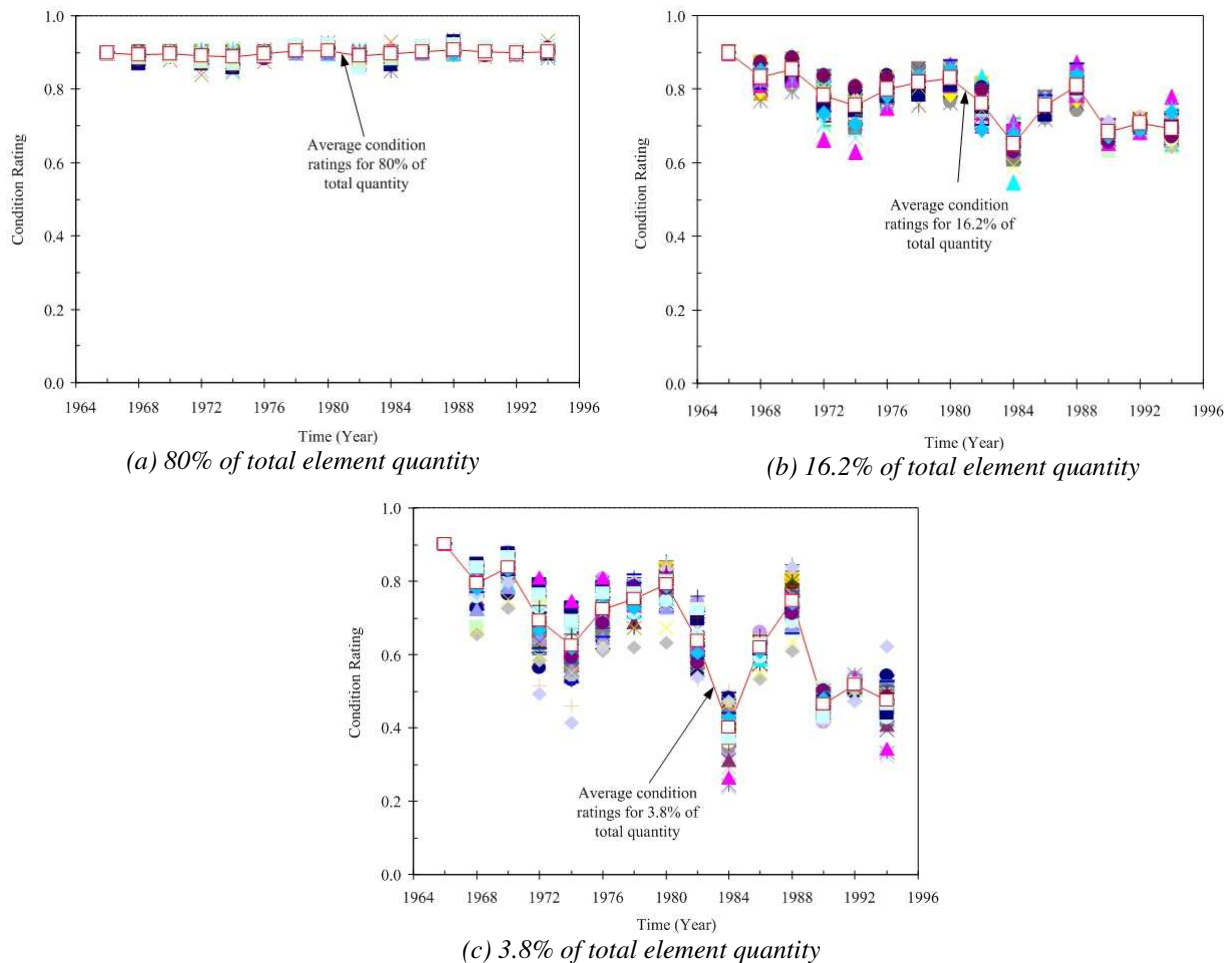 1.0
0.8
0.6
0.4
0.2
0.0
Condition Rating
Average condition
ratings for 80% of
total quantity
1964 1968 1972 1976 1980 1984 1988 1992 1996
Time (Year)
(a) 80% of total element quantity
1.0
0.8
0.6
0.4
0.2
0.0
Condition Rating
Average condition
ratings for 16.2% of
total quantity
1964 1968 1972 1976 1980 1984 1988 1992 1996
Time (Year)
(b) 16.2% of total element quantity
1.0
0.8
0.6
0.4
0.2
0.0
Condition Rating
Average condition
ratings for 3.8% of
total quantity
1964 1968 1972 1976 1980 1984 1988 1992 1996
Time (Year)
(c) 3.8% of total element quantity